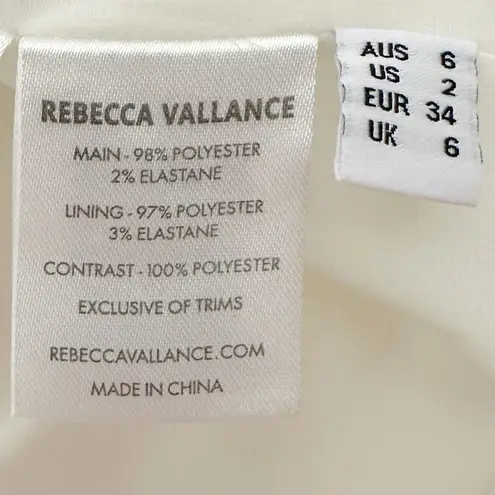 REBECCA VALLANCE
MAIN - 98% POLYESTER
2% ELASTANE
LINING - 97% POLYESTER
3% ELASTANE
CONTRAST - 100% POLYESTER
EXCLUSIVE OF TRIMS
REBECCAVALLANCE.COM
MADE IN CHINA
AUS 6
US 2
EUR 34
UK 6